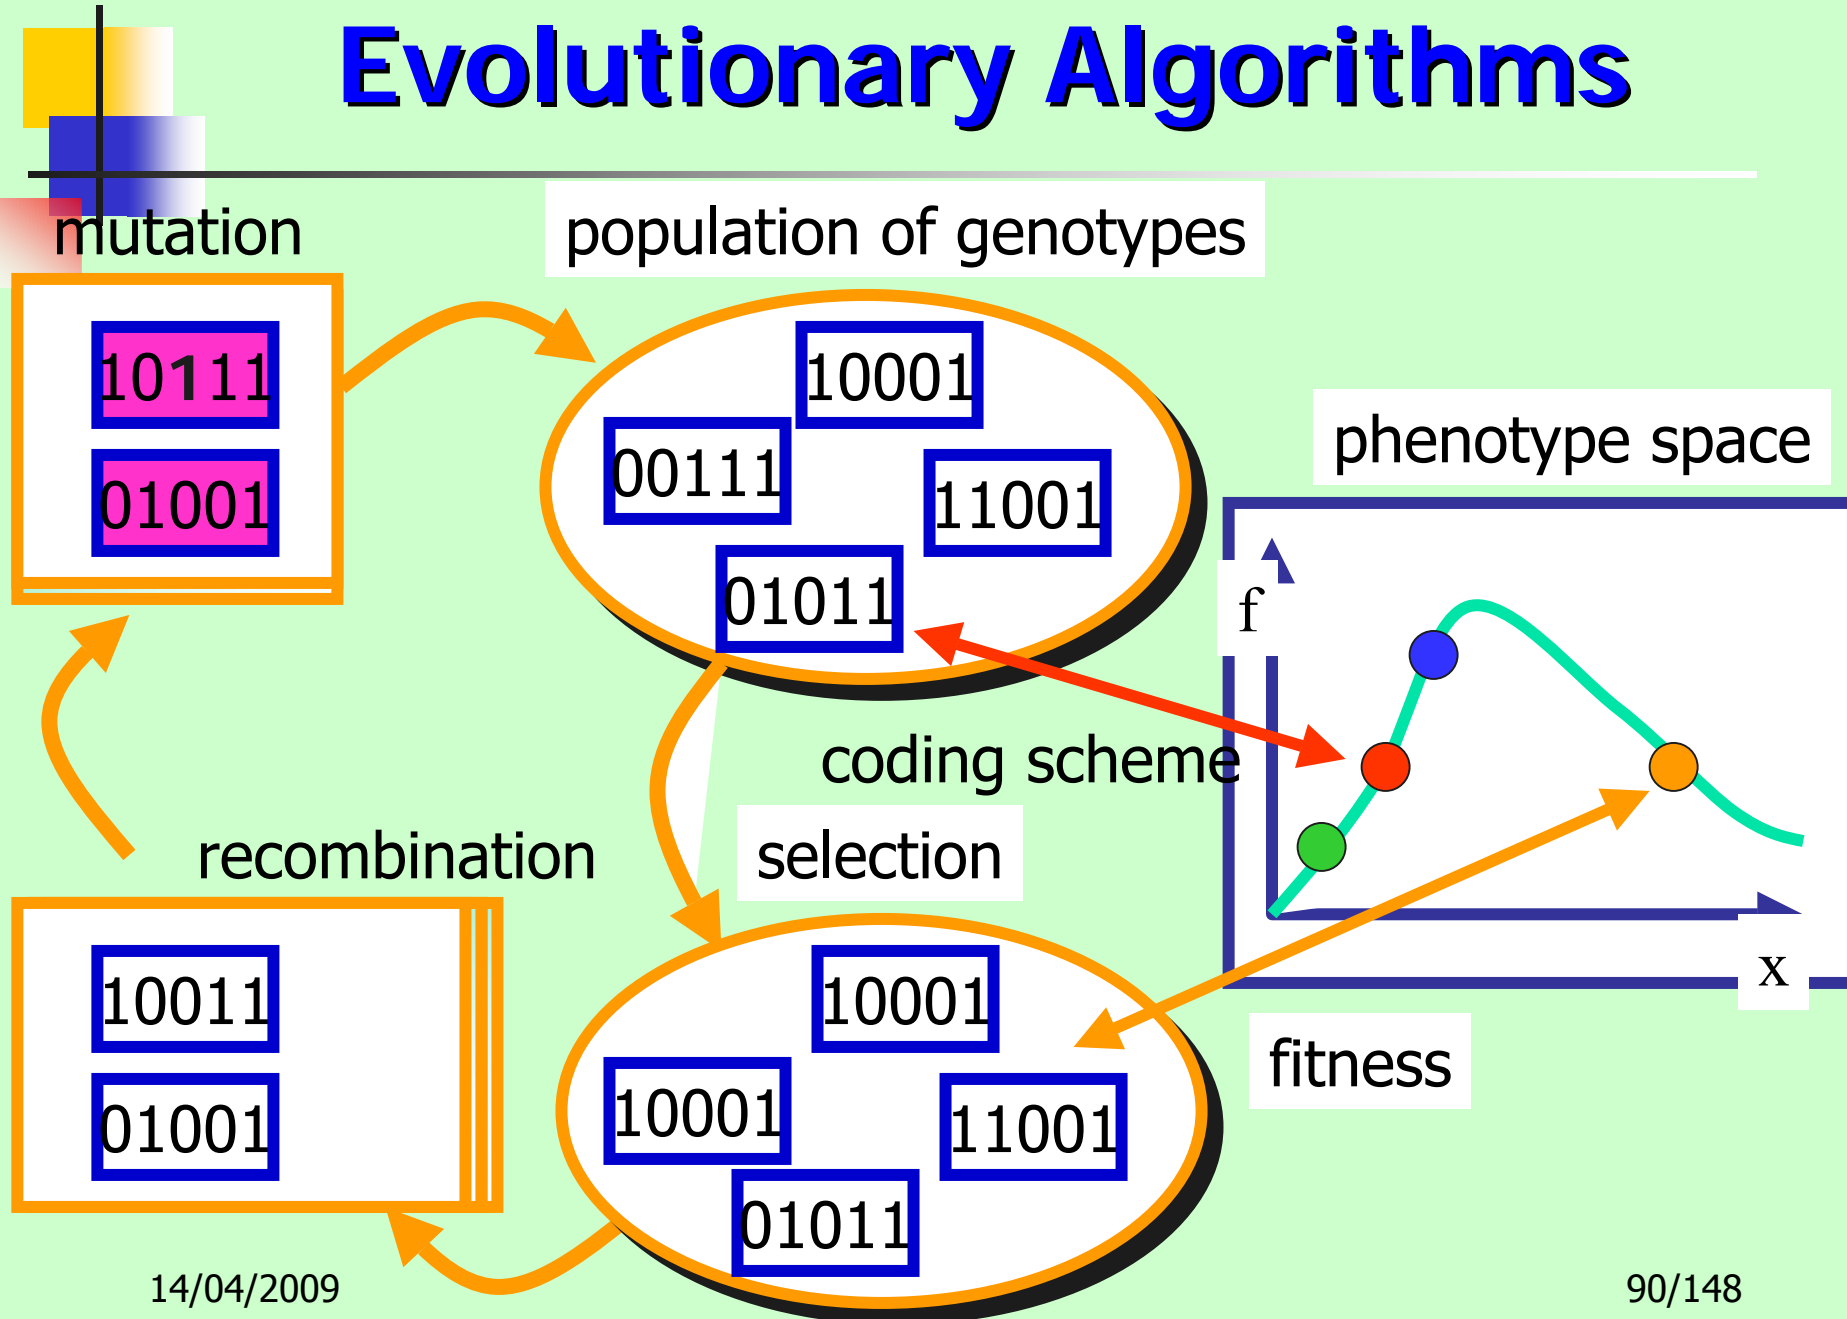 Evolutionary Algorithms
mutation
population of genotypes
10111
01001
10001
00111
11001
01011
phenotype space
f
x
coding scheme
recombination
selection
10011
01001
10001
10001
11001
01011
fitness
14/04/2009
90/148